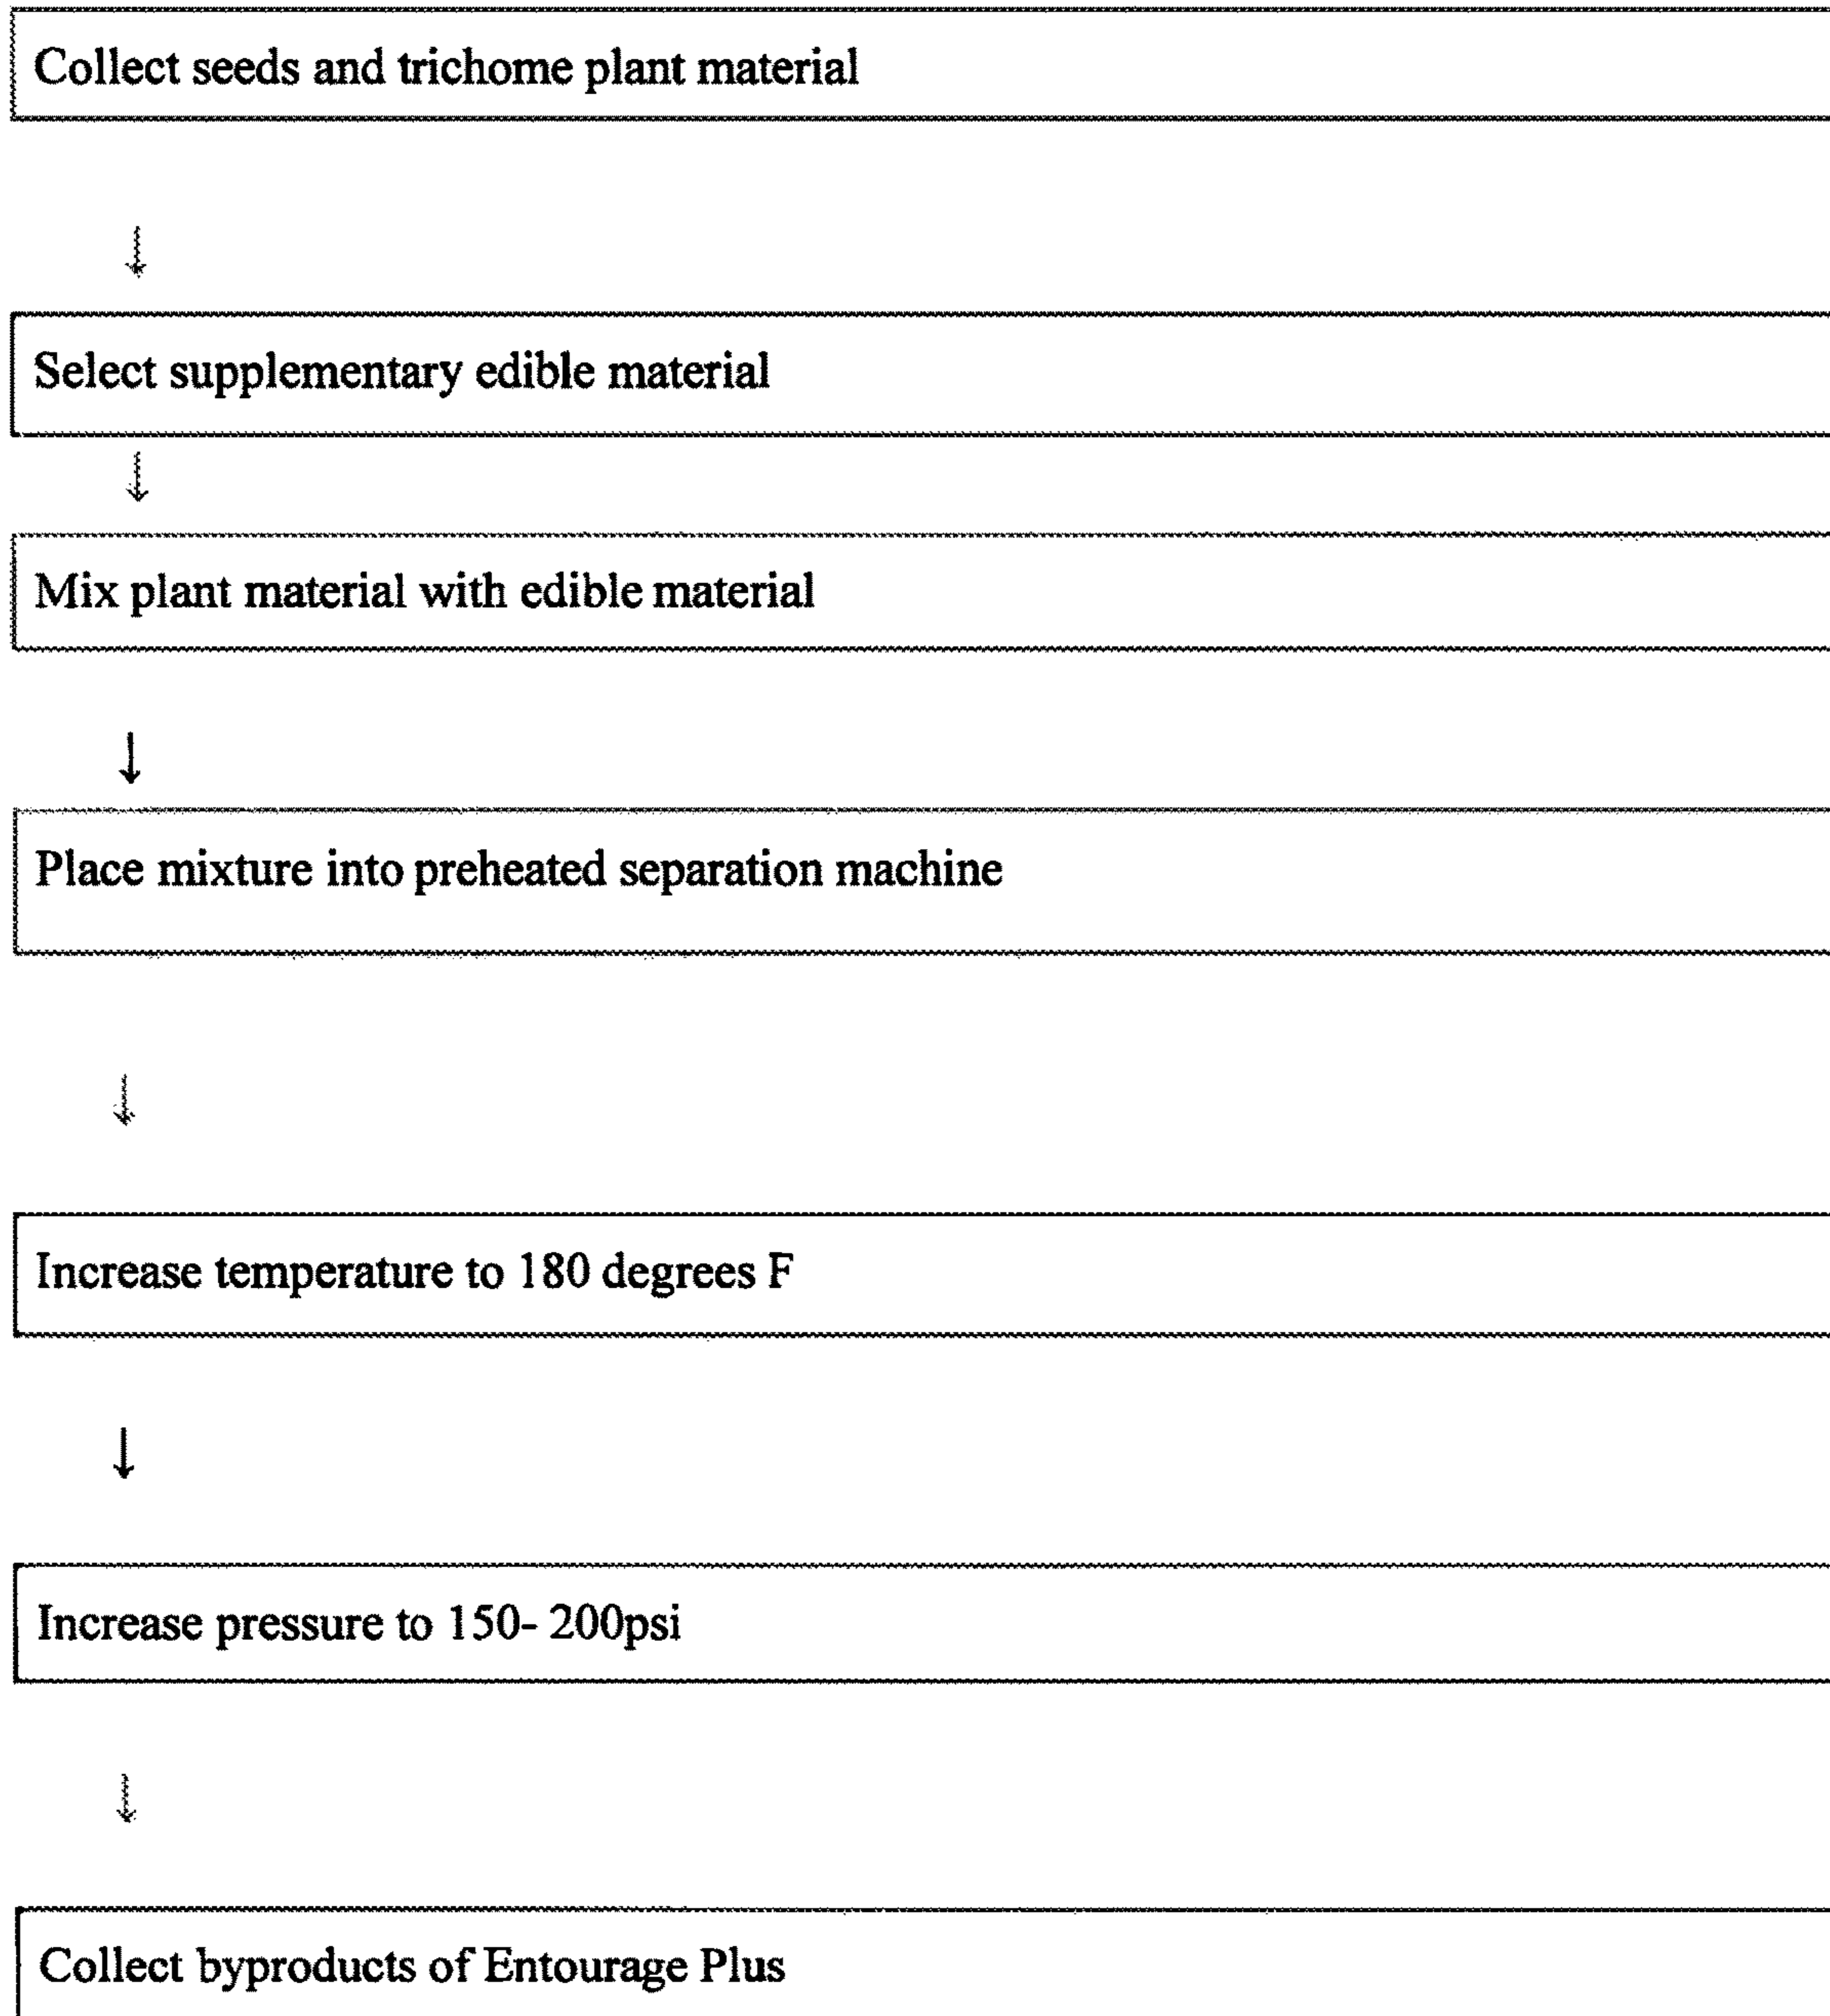 Collect seeds and trichome plant material
Select supplementary edible material
Mix plant material with edible material
Place mixture into preheated separation machine
Increase temperature to 180 degrees F
Increase pressure to 150- 200psi
Collect byproducts of Entourage Plus